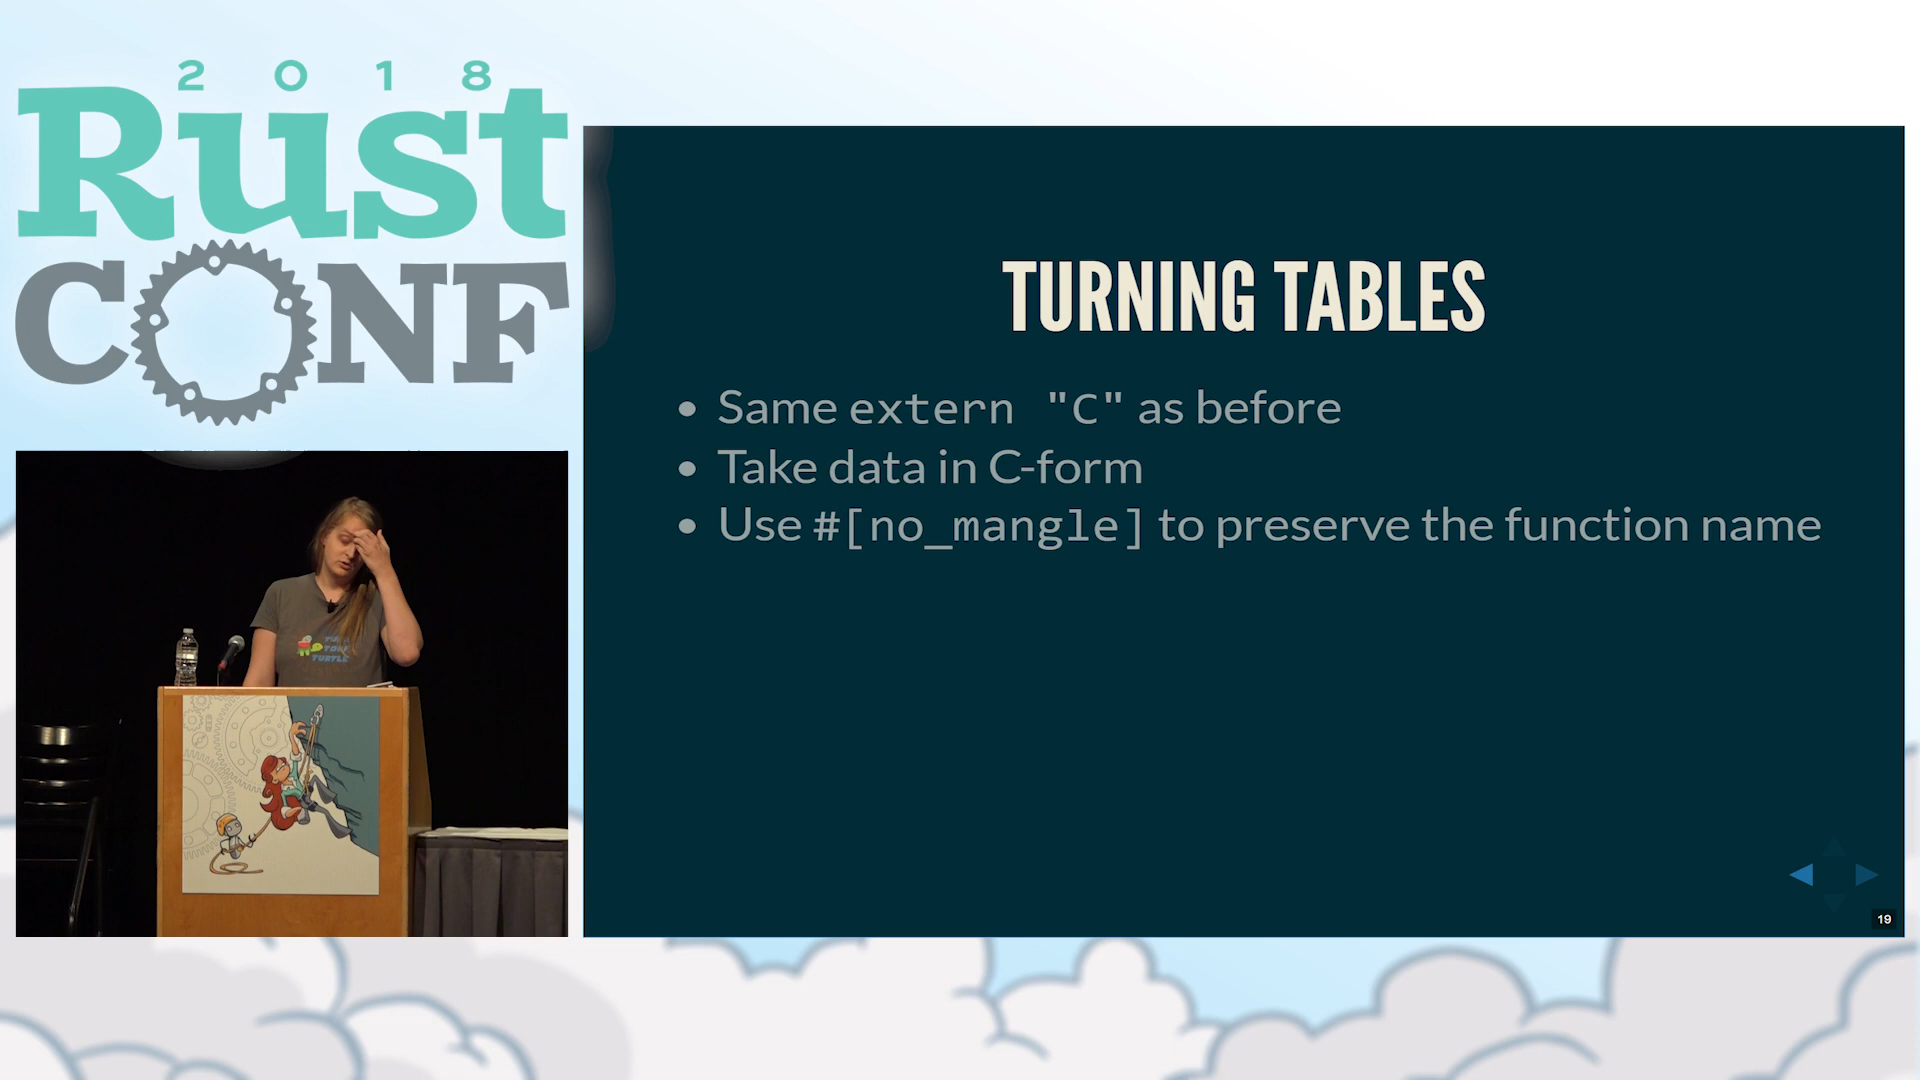 2018
Rust
CONF
TURNING TABLES
Same extern "C" as before
Take data in C-form
Use #[no_mangle] to preserve the function name
TURTLE
19